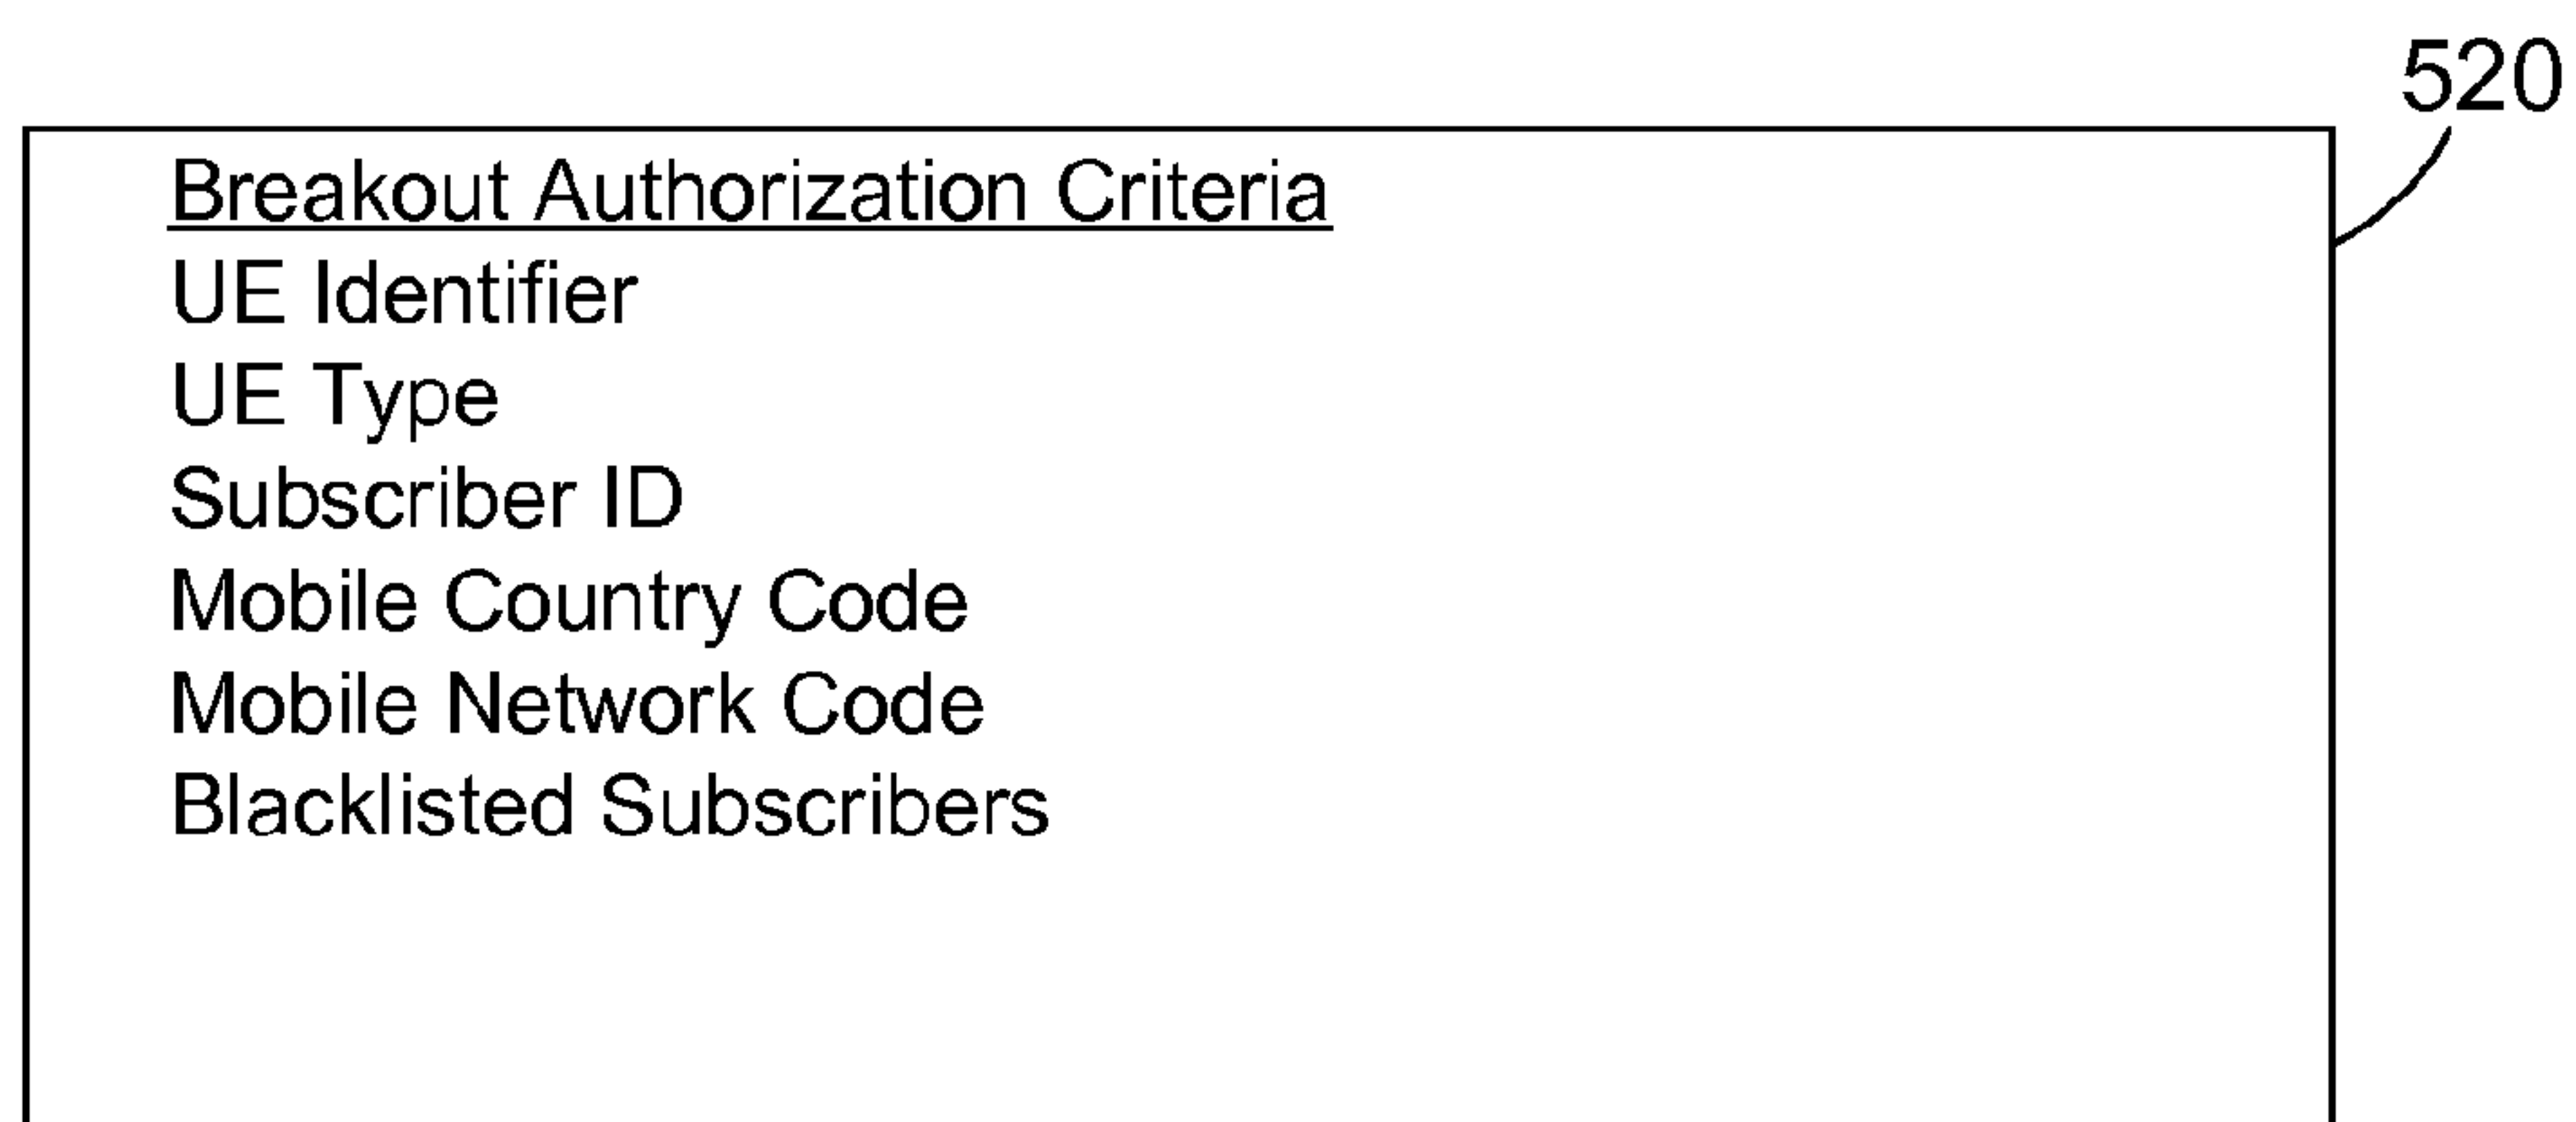 520
Breakout Authorization Criteria
UE Identifier
UE Type
Subscriber ID
Mobile Country Code
Mobile Network Code
Blacklisted Subscribers